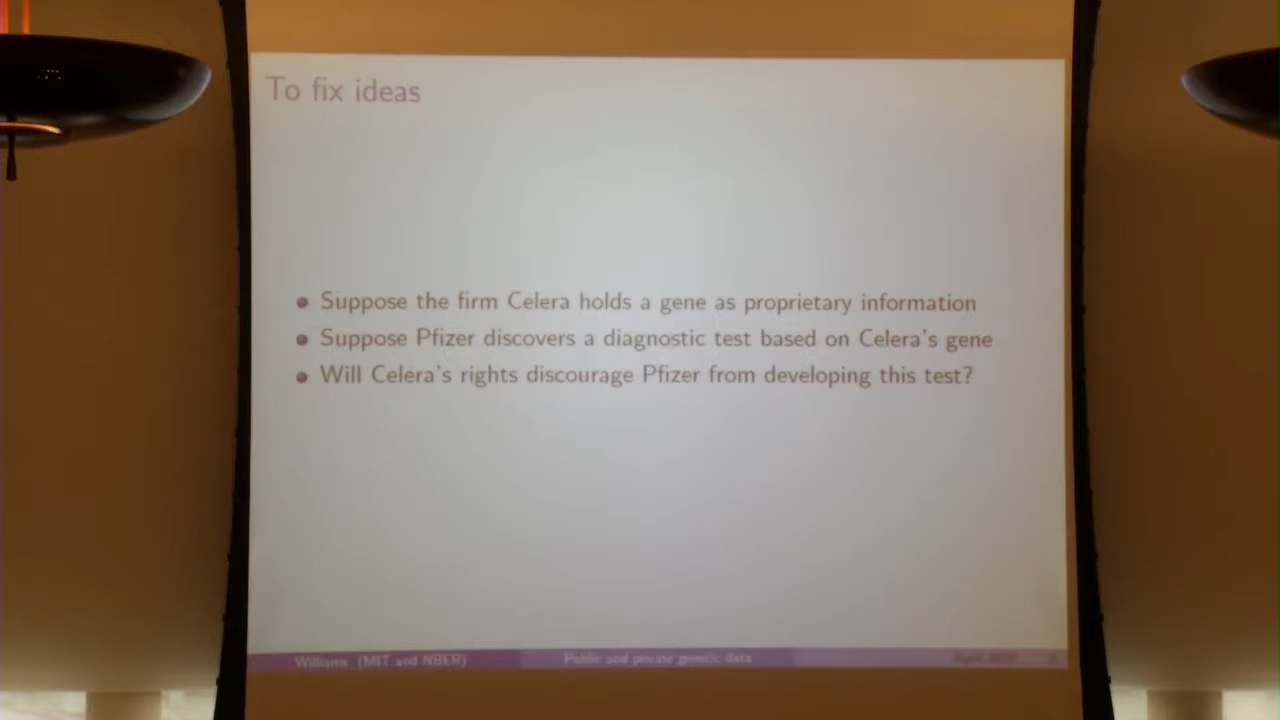 To fix ideas
Suppose the firm Celera holds a gene as proprietary information
Suppose Pfizer discovers a diagnostic test based on Celera's gene
Will Celera's rights discourage Pfizer from developing this test?
Williams (MIT and NBER)
Public and private genetic data
April